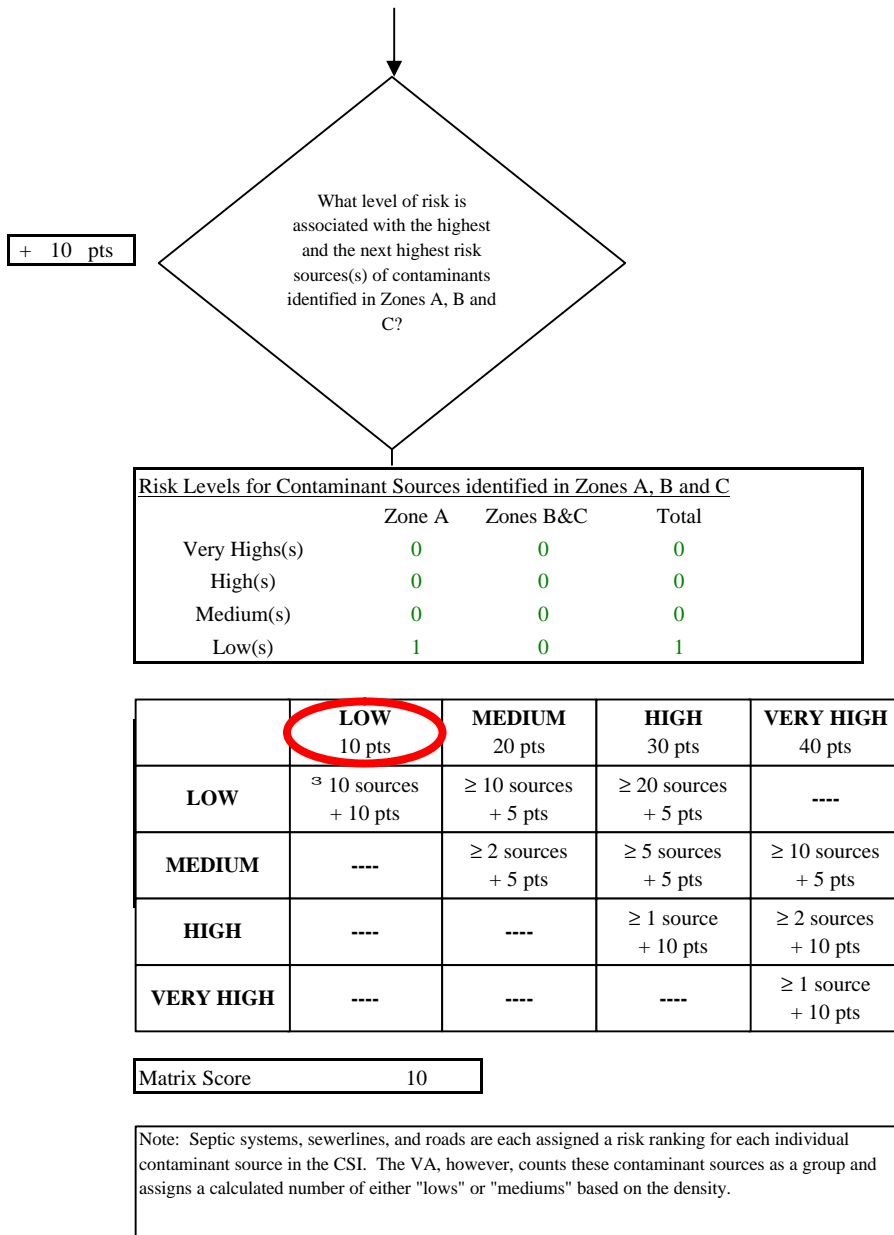 What level of risk is
associated with the highest
and the next highest risk
sources(s) of contaminants
identified in Zones A, B and
C?
+ 10 pts
Risk Levels for Contaminant Sources identified in Zones A, B and C
Zone A Zones B&C Total
Very Highs(s) 0 0 0
High(s) 0 0 0
Medium(s) 0 0 0
Low(s) 1 0 1
LOW MEDIUM HIGH VERY HIGH
10 pts 20 pts 30 pts 40 pts
LOW ³ 10 sources ≥ 10 sources ≥ 20 sources ----
+ 10 pts + 5 pts + 5 pts
MEDIUM ---- ≥ 2 sources ≥ 5 sources ≥ 10 sources
+ 5 pts + 5 pts + 5 pts
HIGH ---- ---- ≥ 1 source ≥ 2 sources
+ 10 pts + 10 pts
VERY HIGH ---- ---- ---- ≥ 1 source
+ 10 pts
Matrix Score 10
Note: Septic systems, sewerlines, and roads are each assigned a risk ranking for each individual
contaminant source in the CSI. The VA, however, counts these contaminant sources as a group and
assigns a calculated number of either "lows" or "mediums" based on the density.